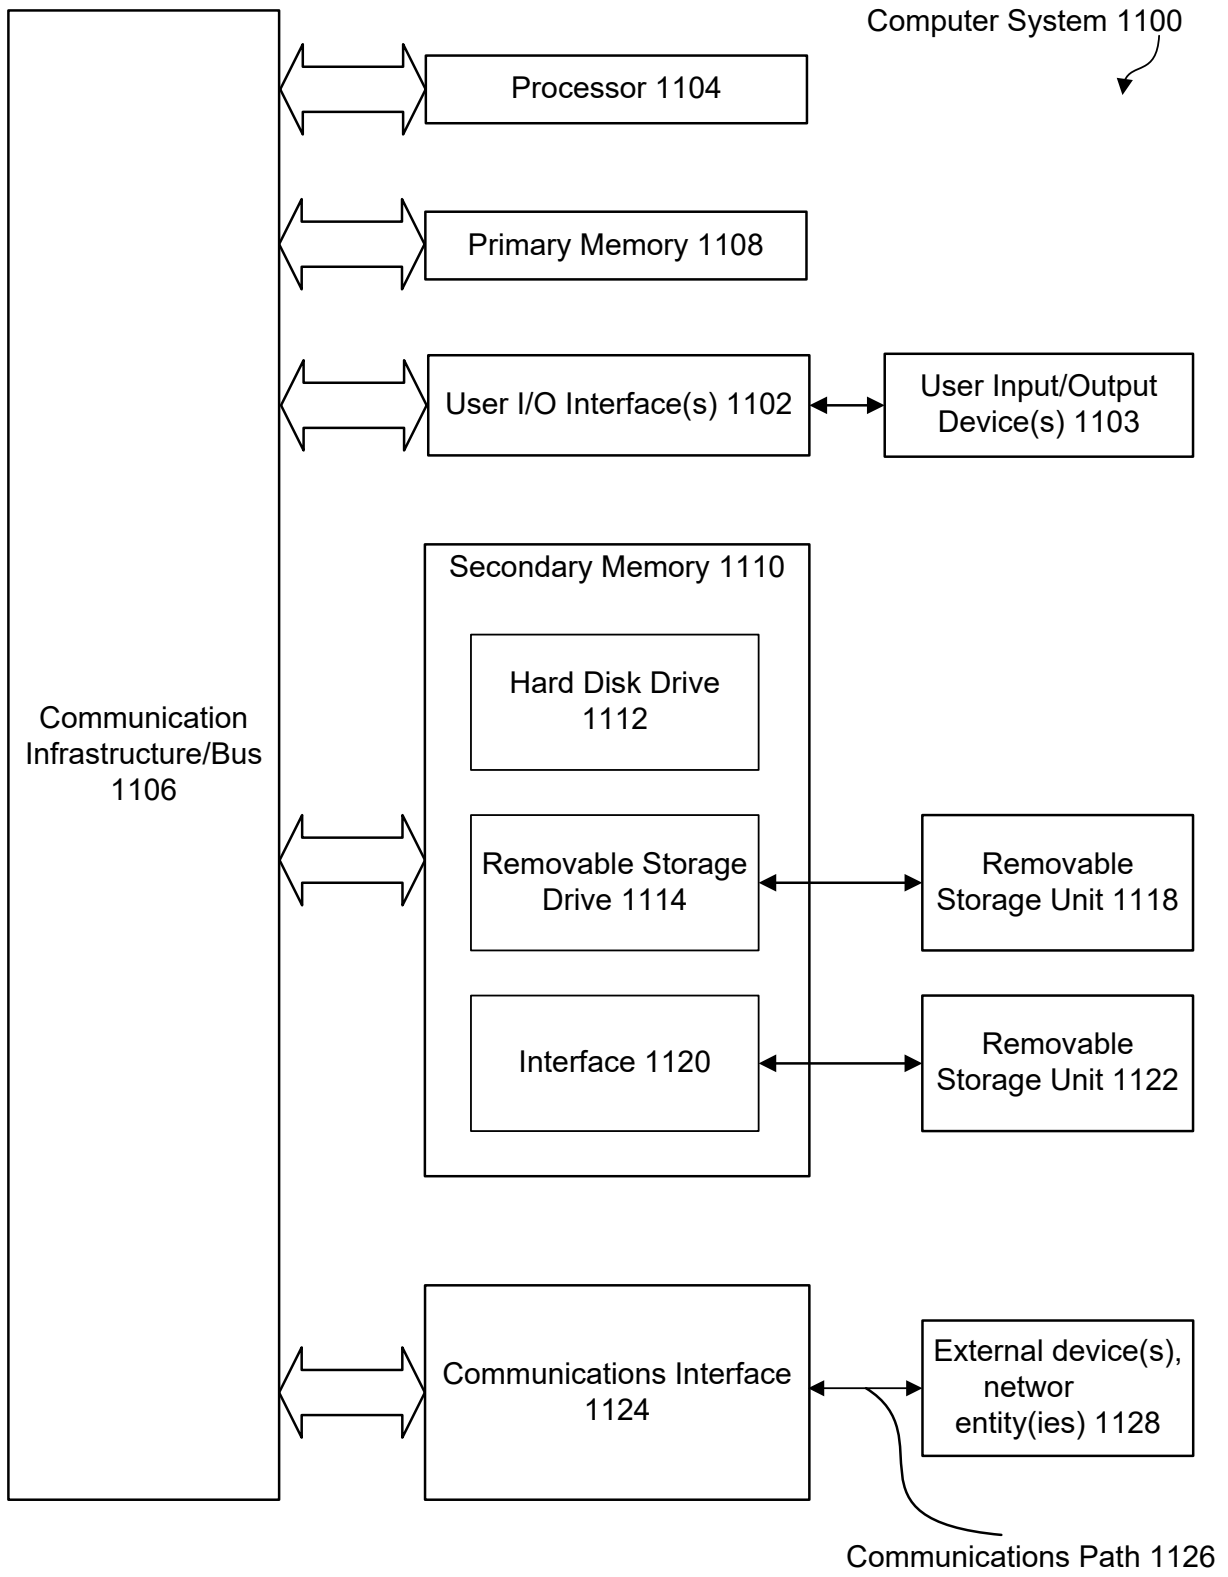 Computer System 1100
Processor 1104
Primary Memory 1108
User I/O Interface(s) 1102
User Input/Output
Device(s) 1103
Secondary Memory 1110
Hard Disk Drive
1112
Communication
Infrastructure/Bus
1106
Removable Storage
Drive 1114
Removable
Storage Unit 1118
Interface 1120
Removable
Storage Unit 1122
Communications Interface
1124
External device(s),
networ
entity(ies) 1128
Communications Path 1126